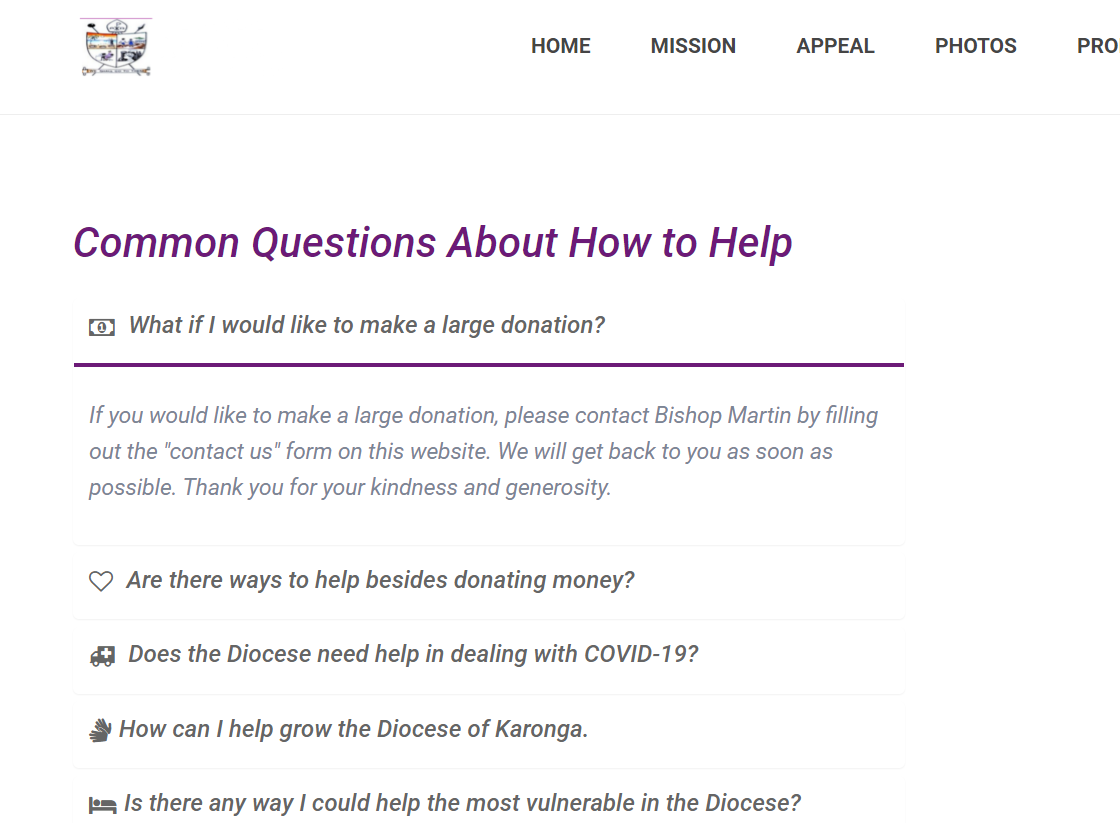 HOME MISSION APPEAL PHOTOS PRO
Common Questions About How to Help
What if I would like to make a large donation?
If you would like to make a large donation, please contact Bishop Martin by filling
out the "contact us" form on this website. We will get back to you as soon as
possible. Thank you for your kindness and generosity.
Are there ways to help besides donating money?
Does the Diocese need help in dealing with COVID-19?
How can I help grow the Diocese of Karonga.
Is there any way I could help the most vulnerable in the Diocese?